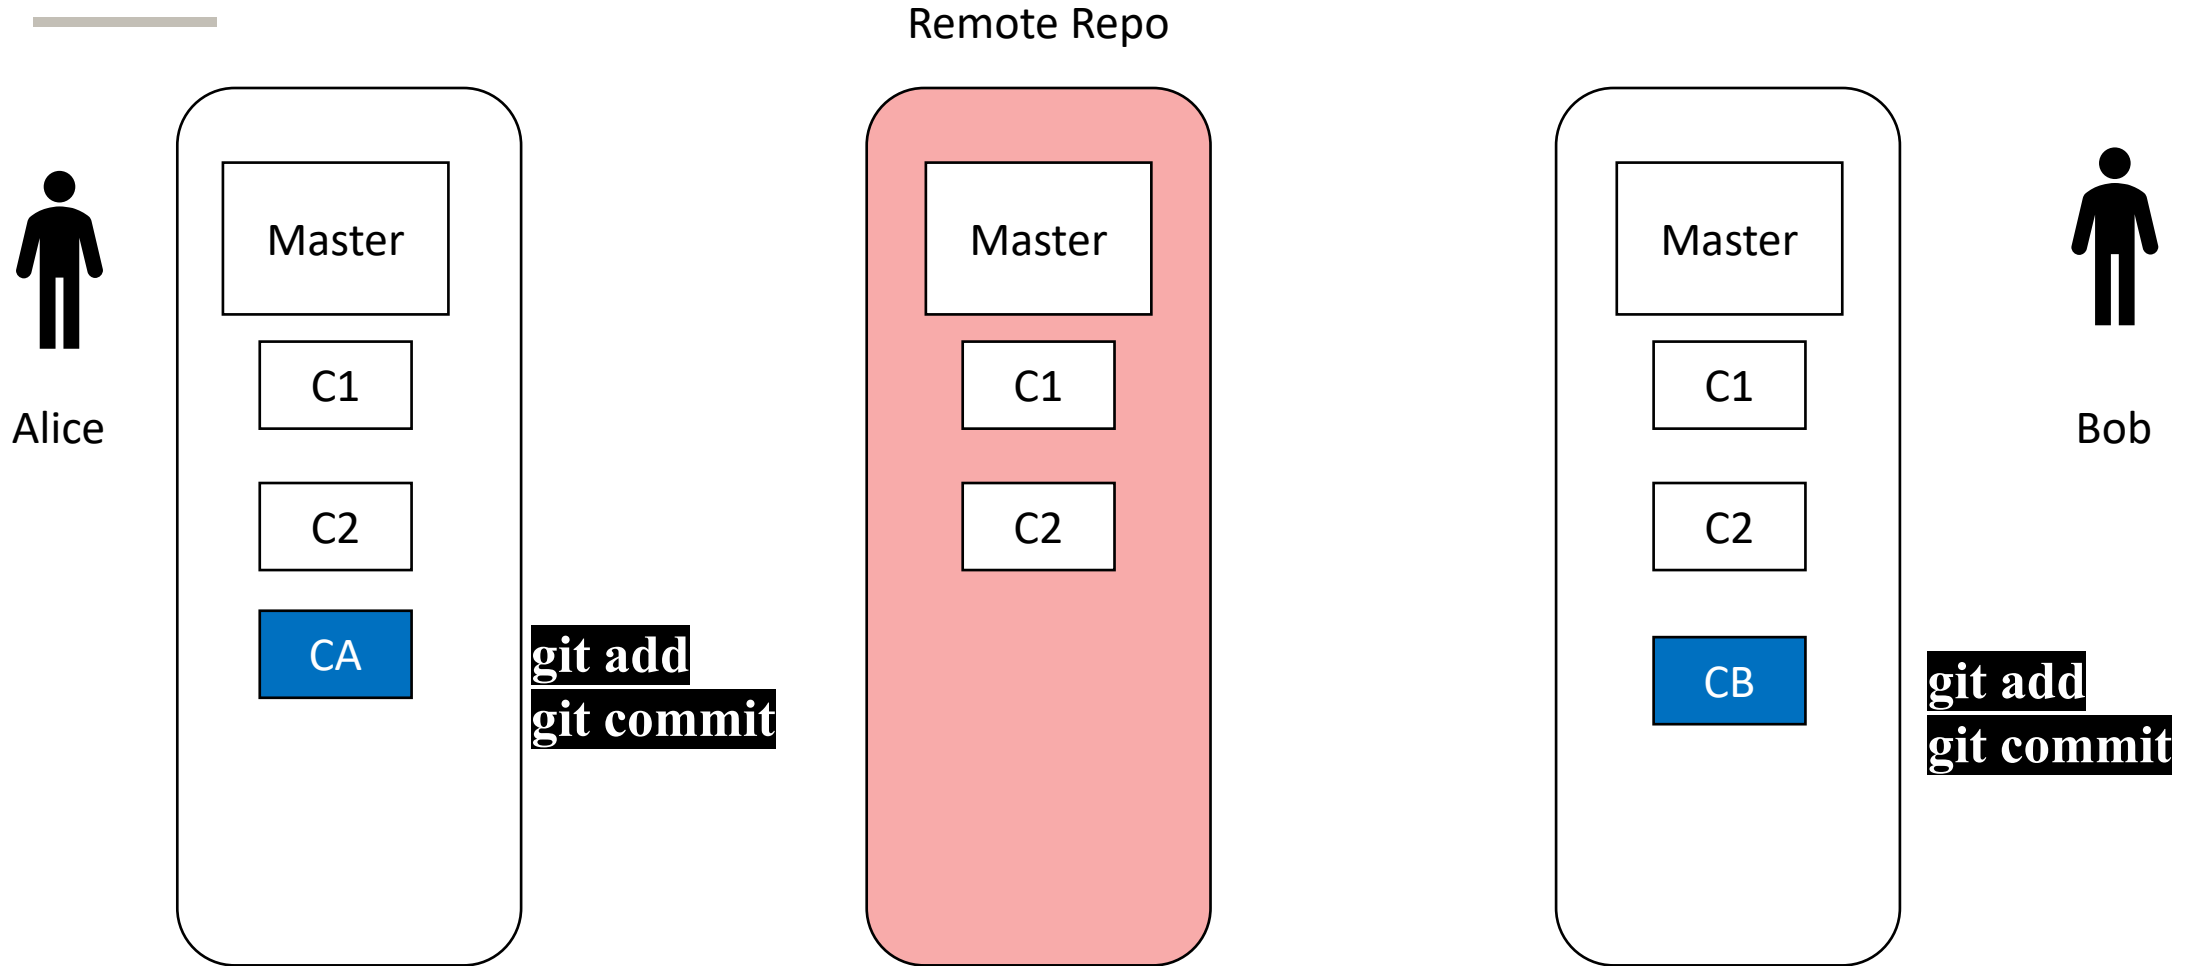 Remote Repo
Alice
Master
C1
C2
CA
git add
git commit
Master
C1
C2
Master
C1
C2
CB
git add
git commit
Bob